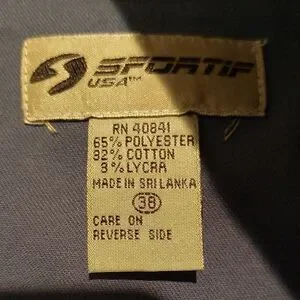 SPORTIF
USA™
RN 40841
65% POLYESTER
32% COTTON
3% LYCRA
MADE IN SRI LANKA
38
CARE ON
REVERSE SIDE